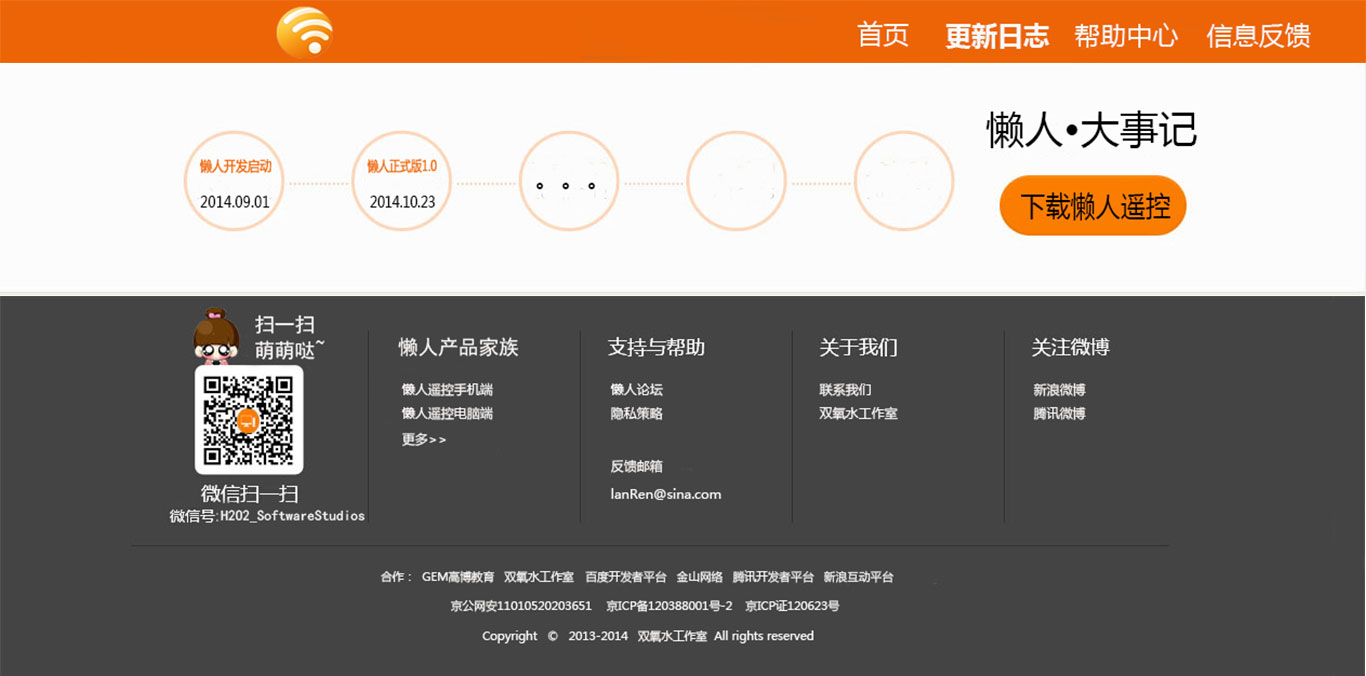 首页 更新日志 帮助中心 信息反馈
懒人•大事记
懒人开发启动
2014.09.01
懒人正式版1.0
2014.10.23
下载懒人遥控
扫一扫
萌萌哒~
微信扫一扫
微信号:H202_SoftwareStudios
懒人产品家族
懒人遥控手机端
懒人遥控电脑端
更多>>
支持与帮助
懒人论坛
隐私策略
反馈邮箱
lanRen@sina.com
关于我们
联系我们
双氧水工作室
关注微博
新浪微博
腾讯微博
合作： GEM高博教育 双氧水工作室 百度开发者平台 金山网络 腾讯开发者平台 新浪互动平台
京公网安11010520203651 京ICP备120388001号-2 京ICP证120623号
Copyright © 2013-2014 双氧水工作室 All rights reserved